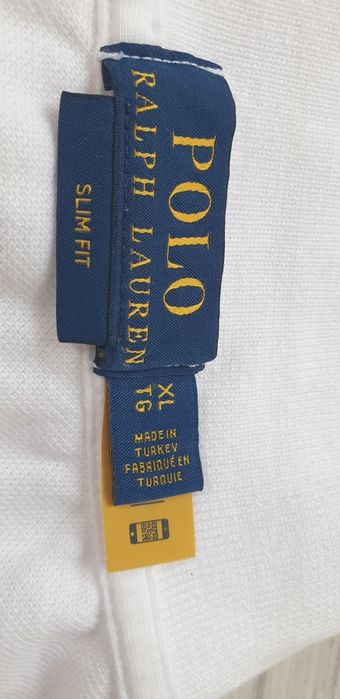 POLO
RALPH LAUREN
SLIM FIT
XL
TG
MADE IN
TURKEY
FABRIQUÉ EN
TURQUIE